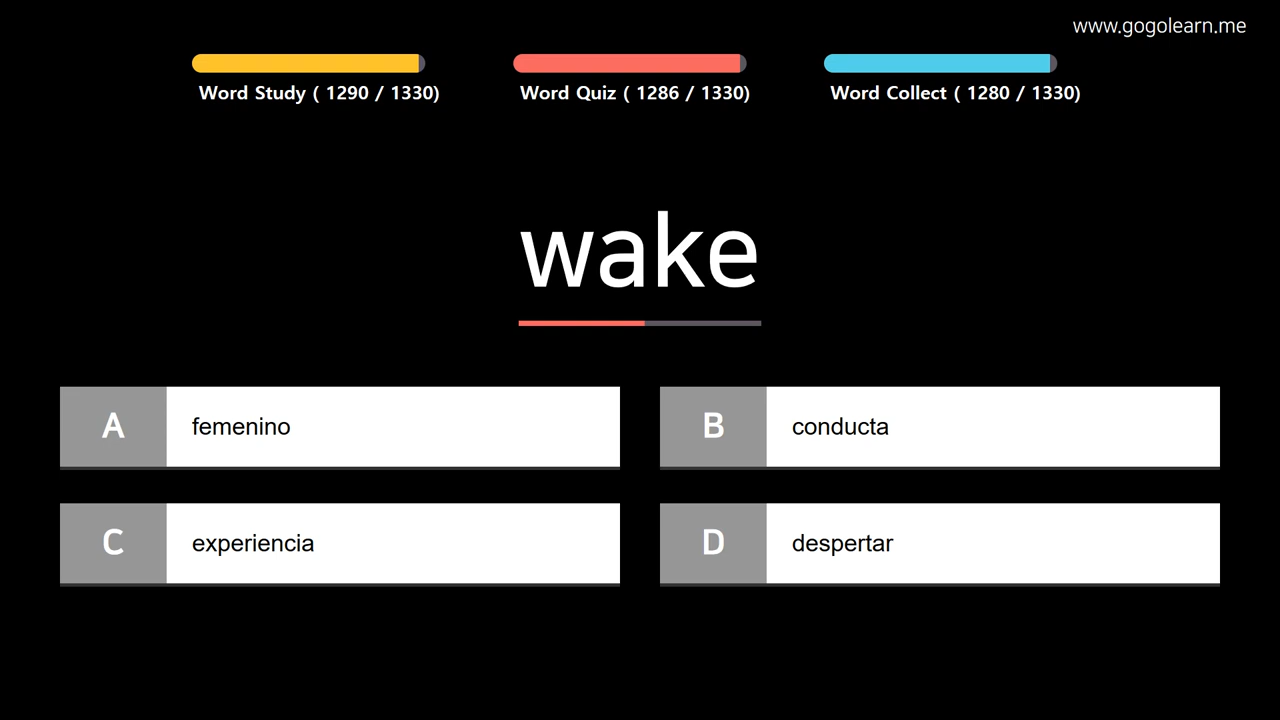 www.gogolearn.me
Word Study ( 1290 / 1330)
Word Quiz ( 1286 / 1330)
Word Collect ( 1280 / 1330)
wake
A femenino
B conducta
C experiencia
D despertar